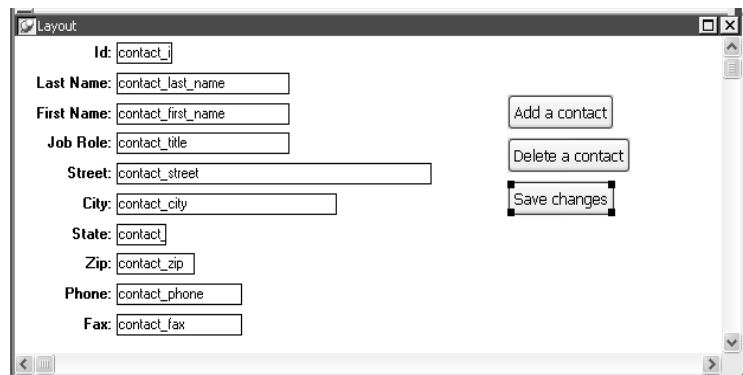 Layout
Id: contact_i
Last Name: contact_last_name
First Name: contact_first_name
Add a contact
Job Role: contact_title
Delete a contact
Street: contact_street
Save changes
City: contact_city
State: contact_
Zip: contact_zip
Phone: contact_phone
Fax: contact_fax